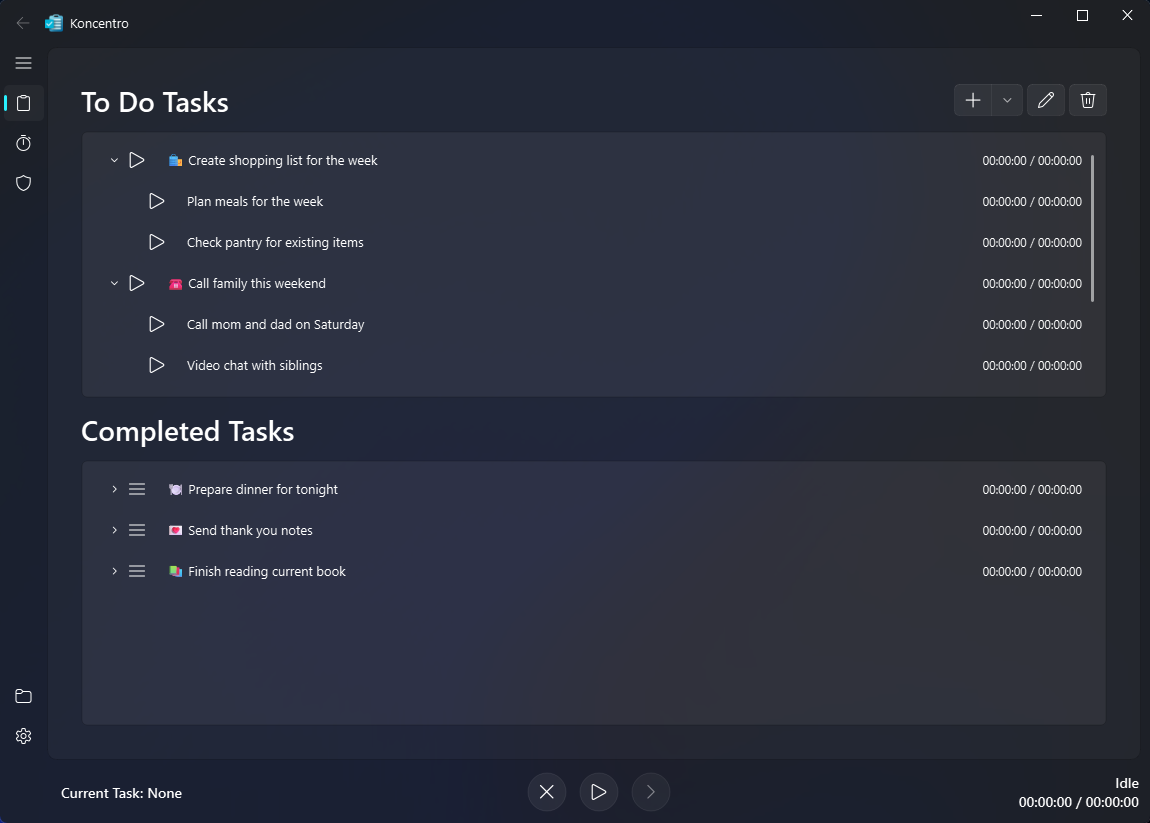 Koncentro
To Do Tasks
Create shopping list for the week 00:00:00 / 00:00:00
Plan meals for the week 00:00:00 / 00:00:00
Check pantry for existing items 00:00:00 / 00:00:00
Call family this weekend 00:00:00 / 00:00:00
Call mom and dad on Saturday 00:00:00 / 00:00:00
Video chat with siblings 00:00:00 / 00:00:00
Completed Tasks
Prepare dinner for tonight 00:00:00 / 00:00:00
Send thank you notes 00:00:00 / 00:00:00
Finish reading current book 00:00:00 / 00:00:00
Current Task: None
Idle
00:00:00 / 00:00:00